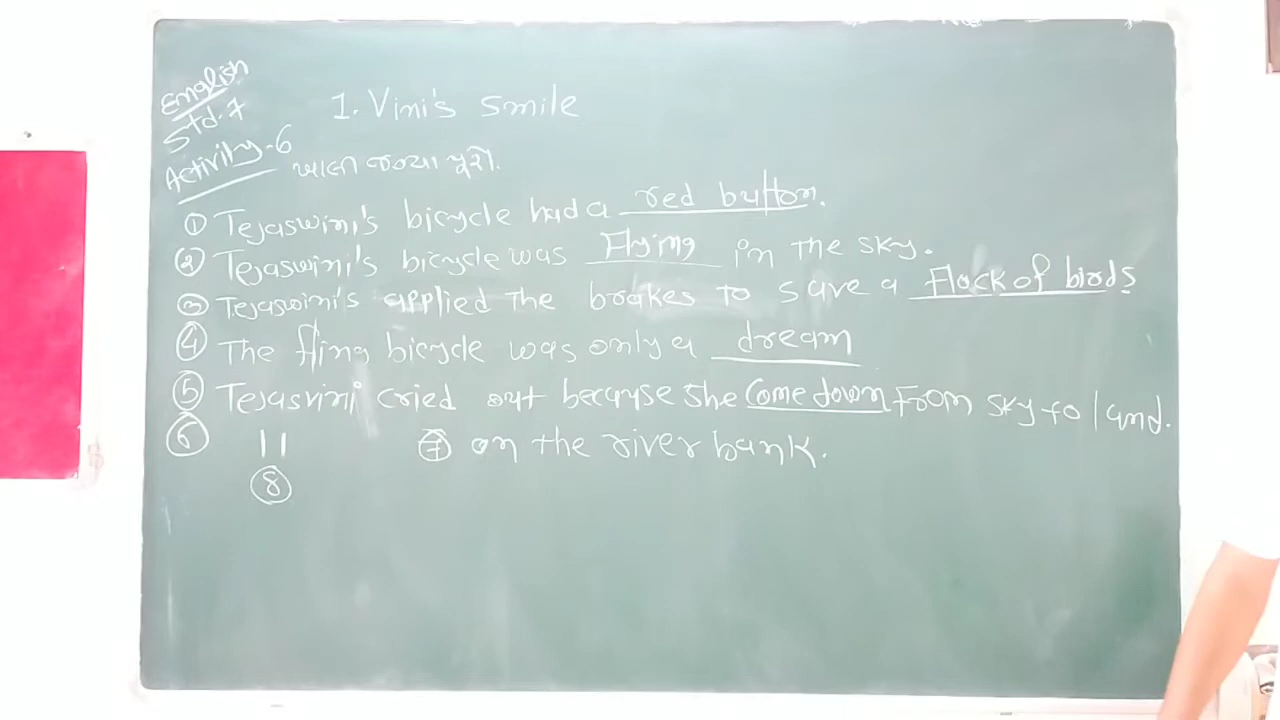 English
Std.7
1. Vini's Smile
Activity-6
ખાલી જગ્યા પૂરો.
① Tejaswini's bicycle had a red button.
② Tejaswini's bicycle was Flying in the sky.
③ Tejaswini's applied the brakes to save a Flock of birds.
④ The fling bicycle was only a dream
⑤ Tejasvini cried out because she Come down From sky to land.
⑥ 11 ⑦ on the river bank.
⑧